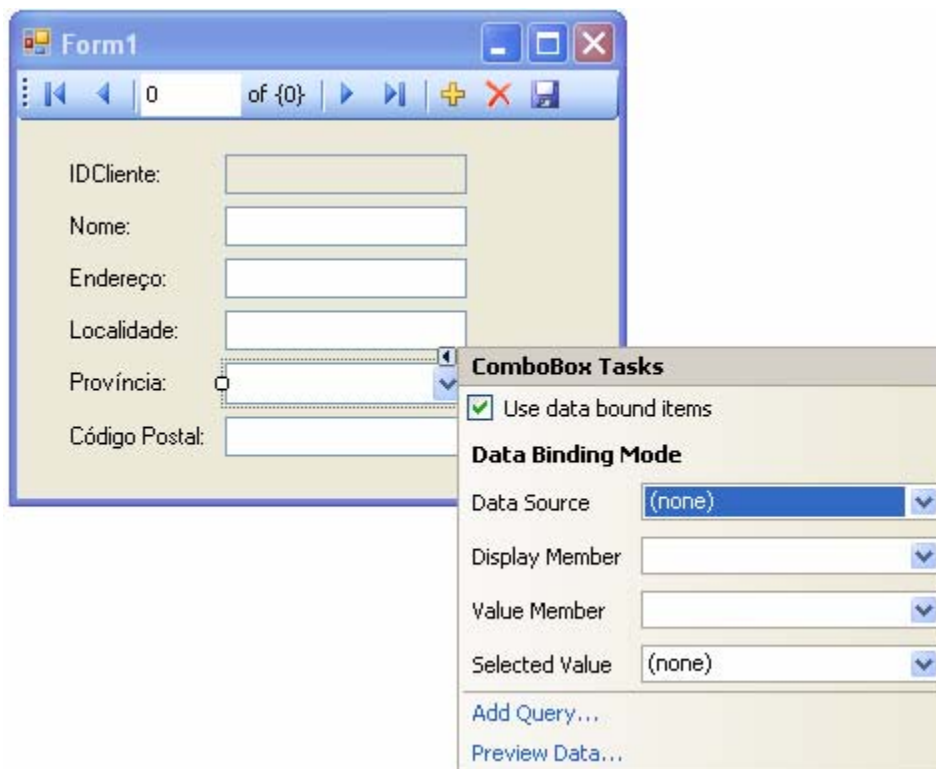 Form1
0 of {0}
IDCliente:
Nome:
Endereço:
Localidade:
Província:
Código Postal:
ComboBox Tasks
Use data bound items
Data Binding Mode
Data Source (none)
Display Member
Value Member
Selected Value (none)
Add Query...
Preview Data...